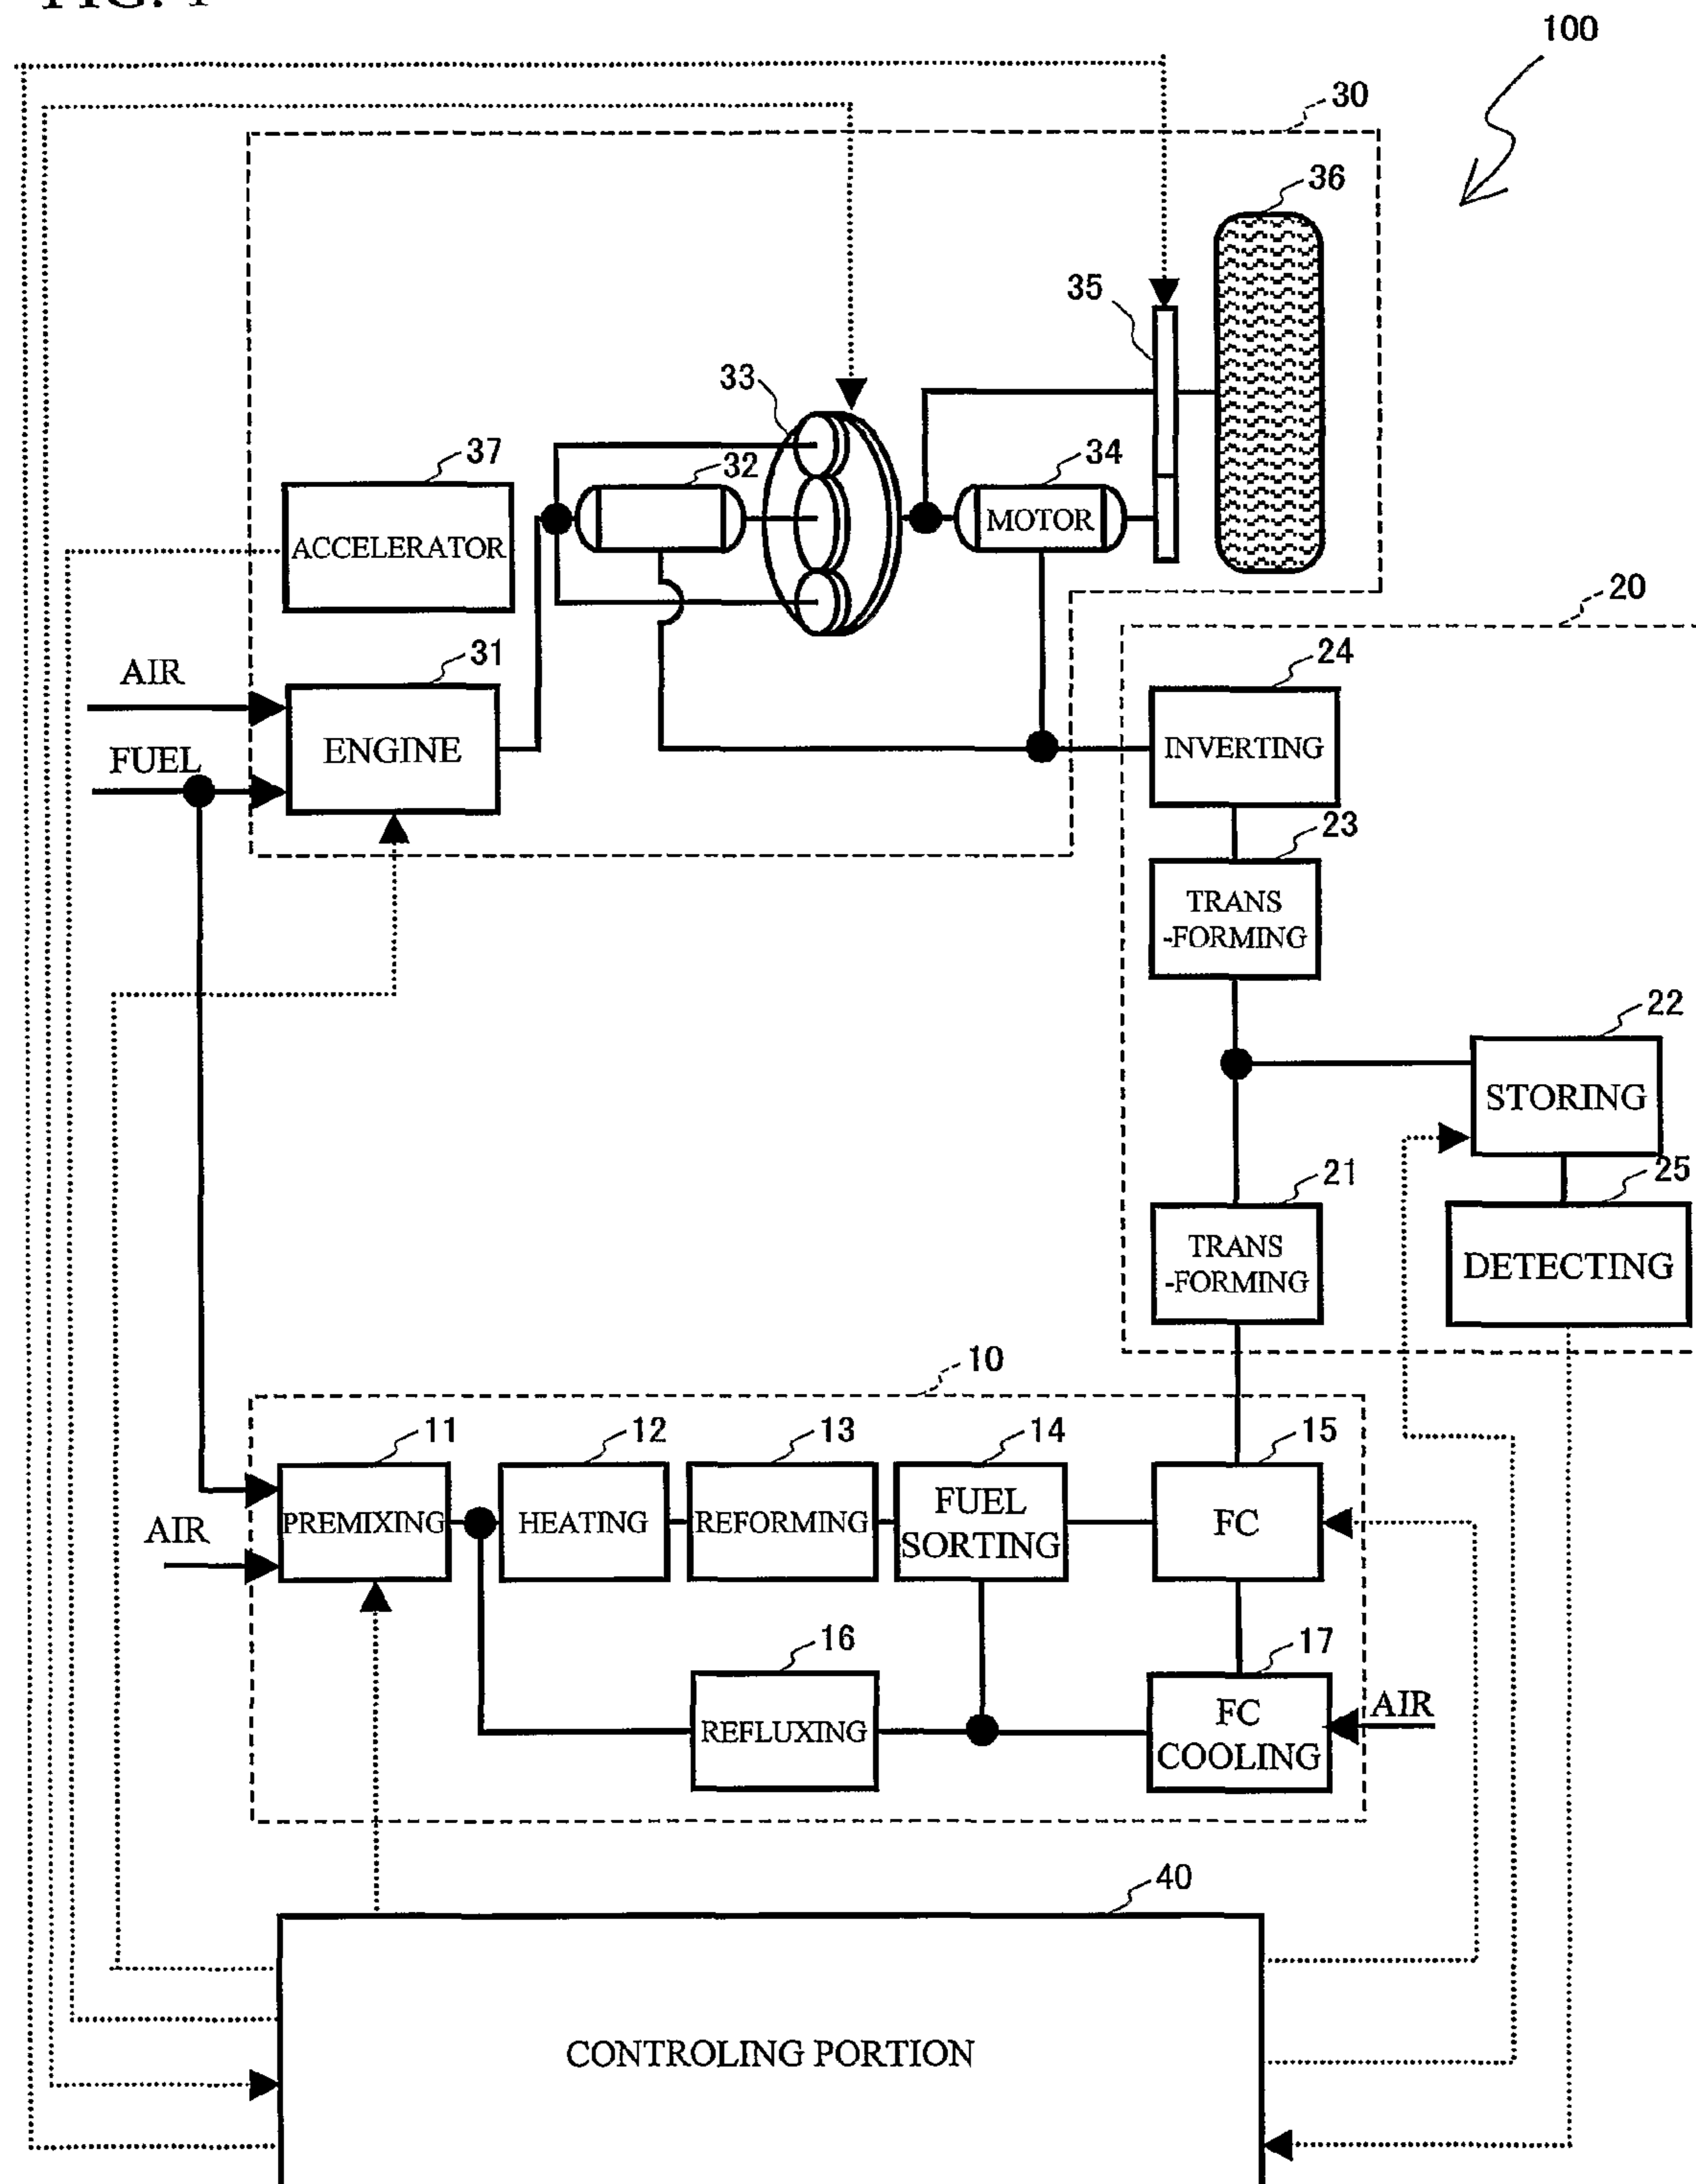 FIG. 1
100
30
36
35
33
37
32
34
MOTOR
ACCELERATOR
20
AIR
31
24
FUEL
ENGINE
INVERTING
23
TRANS
-FORMING
22
STORING
21
25
TRANS
-FORMING
DETECTING
10
11
12
13
14
15
AIR
PREMIXING
HEATING
REFORMING
FUEL
SORTING
FC
16
17
REFLUXING
FC
COOLING
AIR
40
CONTROLING PORTION